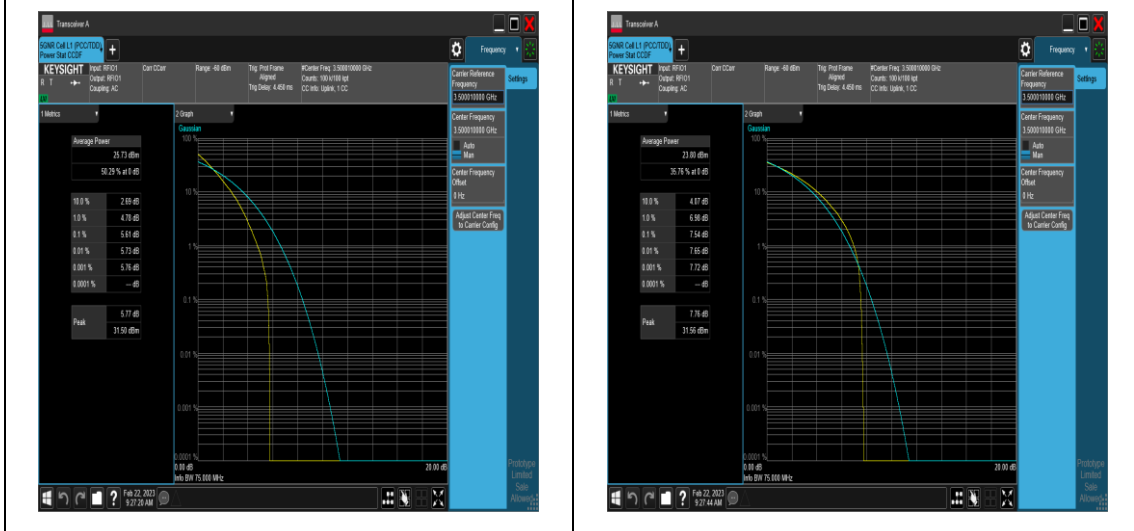 Transceiver A
5GNR Cell L1 (PCC/TDD)
Power Stat CCDF
+
Frequency
KEYSIGHT
R T
Input: RFIO1
Output: RFIO1
Coupling: AC
Corr CCorr
Range: -60 dBm
Trig: Prot Frame
Aligned
Trig Delay: 4.450 ms
#Center Freq: 3.500010000 GHz
Counts: 100 k/100 kpt
CC Info: Uplink, 1 CC
Carrier Reference
Frequency
3.500010000 GHz
Settings
Center Frequency
3.500010000 GHz
Auto
Man
Center Frequency
Offset
0 Hz
Adjust Center Freq
to Carrier Config
1 Metrics
2 Graph
Gaussian
Average Power
25.73 dBm
50.29 % at 0 dB
10.0 % 2.69 dB
1.0 % 4.78 dB
0.1 % 5.61 dB
0.01 % 5.73 dB
0.001 % 5.76 dB
0.0001 % --- dB
Peak
5.77 dB
31.50 dBm
100 %
10 %
1 %
0.1 %
0.01 %
0.001 %
0.0001 %
0.00 dB
20.00 dB
Info BW 75.000 MHz
Prototype
Limited
Sale
Allowed
?
Feb 22, 2023
9:27:20 AM
Transceiver A
5GNR Cell L1 (PCC/TDD)
Power Stat CCDF
+
Frequency
KEYSIGHT
R T
Input: RFIO1
Output: RFIO1
Coupling: AC
Corr CCorr
Range: -60 dBm
Trig: Prot Frame
Aligned
Trig Delay: 4.450 ms
#Center Freq: 3.500010000 GHz
Counts: 100 k/100 kpt
CC Info: Uplink, 1 CC
Carrier Reference
Frequency
3.500010000 GHz
Settings
Center Frequency
3.500010000 GHz
Auto
Man
Center Frequency
Offset
0 Hz
Adjust Center Freq
to Carrier Config
1 Metrics
2 Graph
Gaussian
Average Power
23.80 dBm
35.76 % at 0 dB
10.0 % 4.07 dB
1.0 % 6.98 dB
0.1 % 7.54 dB
0.01 % 7.65 dB
0.001 % 7.72 dB
0.0001 % --- dB
Peak
7.76 dB
31.56 dBm
100 %
10 %
1 %
0.1 %
0.01 %
0.001 %
0.0001 %
0.00 dB
20.00 dB
Info BW 75.000 MHz
Prototype
Limited
Sale
Allowed
?
Feb 22, 2023
9:27:44 AM